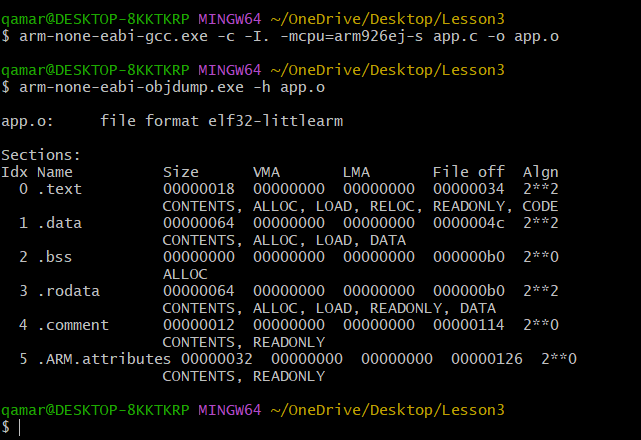 qamar@DESKTOP-8KKTKRP MINGW64 ~/OneDrive/Desktop/Lesson3
$ arm-none-eabi-gcc.exe -c -I. -mcpu=arm926ej-s app.c -o app.o
qamar@DESKTOP-8KKTKRP MINGW64 ~/OneDrive/Desktop/Lesson3
$ arm-none-eabi-objdump.exe -h app.o
app.o:     file format elf32-littlearm
Sections:
Idx Name          Size      VMA       LMA       File off  Algn
  0 .text         00000018  00000000  00000000  00000034  2**2
                  CONTENTS, ALLOC, LOAD, RELOC, READONLY, CODE
  1 .data         00000064  00000000  00000000  0000004c  2**2
                  CONTENTS, ALLOC, LOAD, DATA
  2 .bss          00000000  00000000  00000000  000000b0  2**0
                  ALLOC
  3 .rodata       00000064  00000000  00000000  000000b0  2**2
                  CONTENTS, ALLOC, LOAD, READONLY, DATA
  4 .comment      00000012  00000000  00000000  00000114  2**0
                  CONTENTS, READONLY
  5 .ARM.attributes 00000032  00000000  00000000  00000126  2**0
                  CONTENTS, READONLY
qamar@DESKTOP-8KKTKRP MINGW64 ~/OneDrive/Desktop/Lesson3
$